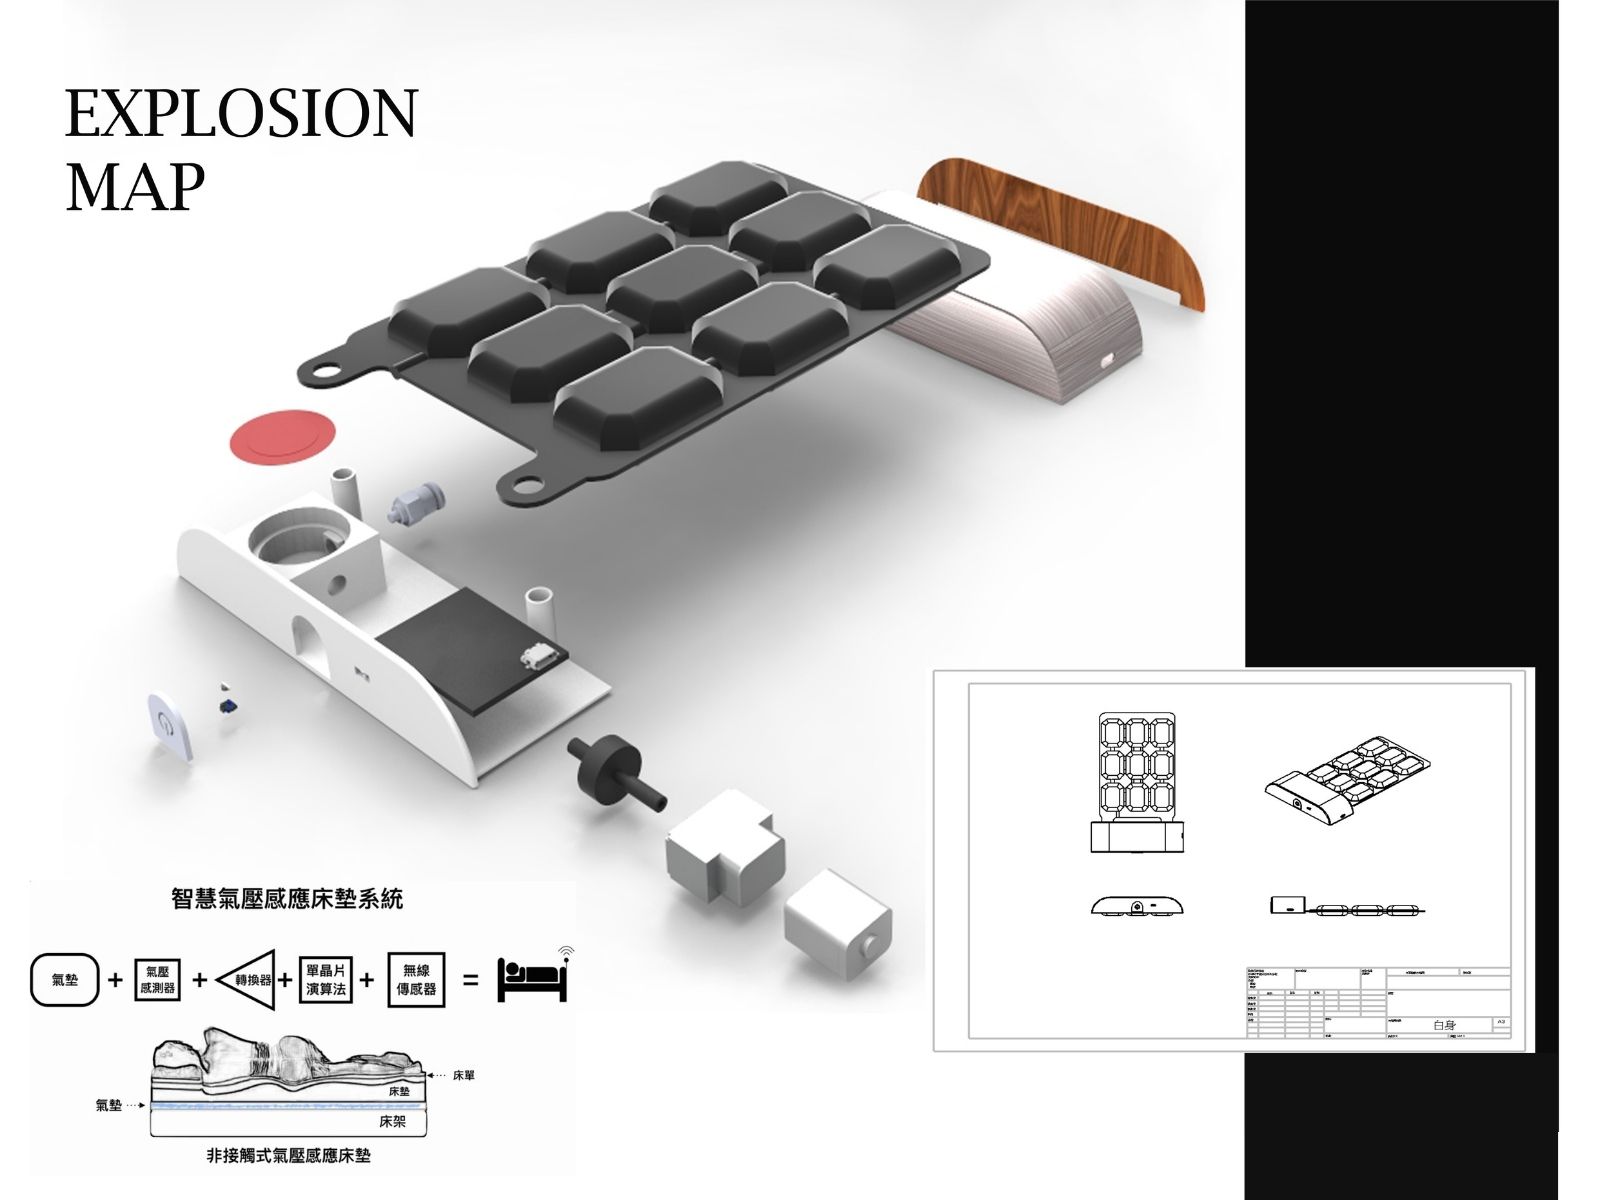 EXPLOSION
MAP
智慧氣壓感應床墊系統
氣墊 + 氣壓感測器 + 轉換器 + 單晶片演算法 + 無線傳感器 =
床單
床墊
氣墊
床架
非接觸式氣壓感應床墊
白身
A3